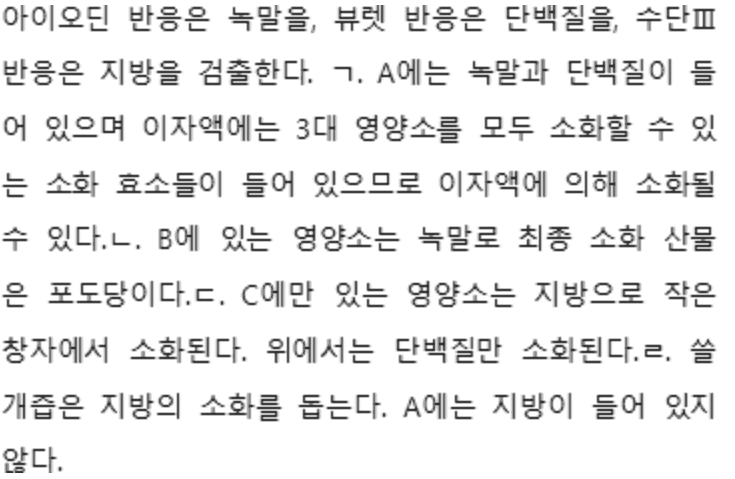 아이오딘 반응은 녹말을, 뷰렛 반응은 단백질을, 수단Ⅲ
반응은 지방을 검출한다. ㄱ. A에는 녹말과 단백질이 들
어 있으며 이자액에는 3대 영양소를 모두 소화할 수 있
는 소화 효소들이 들어 있으므로 이자액에 의해 소화될
수 있다.ㄴ. B에 있는 영양소는 녹말로 최종 소화 산물
은 포도당이다.ㄷ. C에만 있는 영양소는 지방으로 작은
창자에서 소화된다. 위에서는 단백질만 소화된다.ㄹ. 쓸
개즙은 지방의 소화를 돕는다. A에는 지방이 들어 있지
않다.